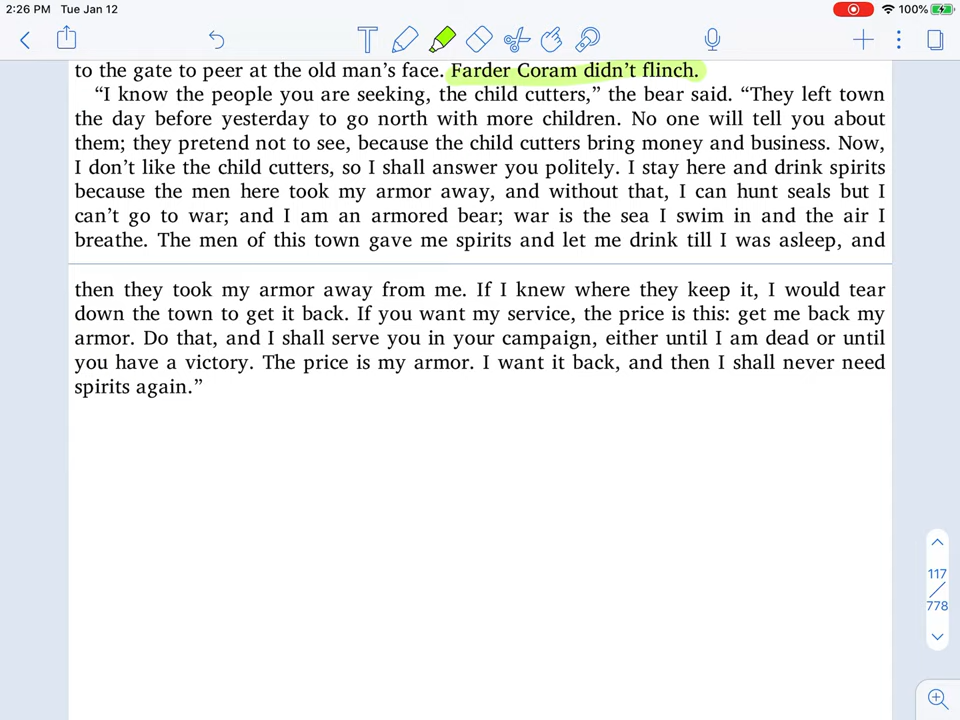 2:26 PM Tue Jan 12
100%
T
to the gate to peer at the old man’s face. Farder Coram didn’t flinch.
“I know the people you are seeking, the child cutters,” the bear said. “They left town
the day before yesterday to go north with more children. No one will tell you about
them; they pretend not to see, because the child cutters bring money and business. Now,
I don’t like the child cutters, so I shall answer you politely. I stay here and drink spirits
because the men here took my armor away, and without that, I can hunt seals but I
can’t go to war; and I am an armored bear; war is the sea I swim in and the air I
breathe. The men of this town gave me spirits and let me drink till I was asleep, and
then they took my armor away from me. If I knew where they keep it, I would tear
down the town to get it back. If you want my service, the price is this: get me back my
armor. Do that, and I shall serve you in your campaign, either until I am dead or until
you have a victory. The price is my armor. I want it back, and then I shall never need
spirits again.”
117
/
778